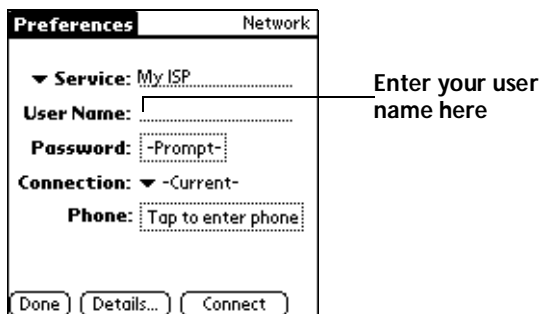 Preferences Network
Service: My ISP
Enter your user
name here
User Name:
Password: -Prompt-
Connection: -Current-
Phone: Tap to enter phone
Done Details... Connect